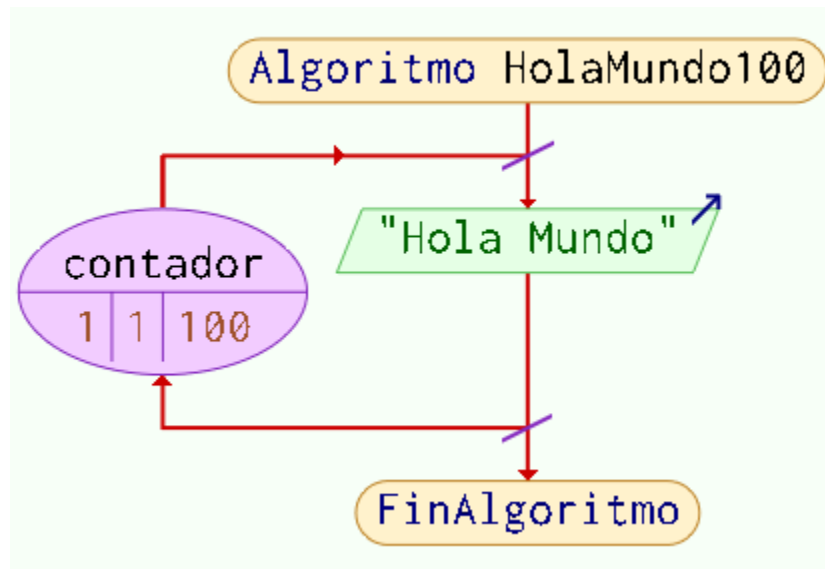 Algoritmo HolaMundo100
"Hola Mundo"
contador
1 1 100
FinAlgoritmo